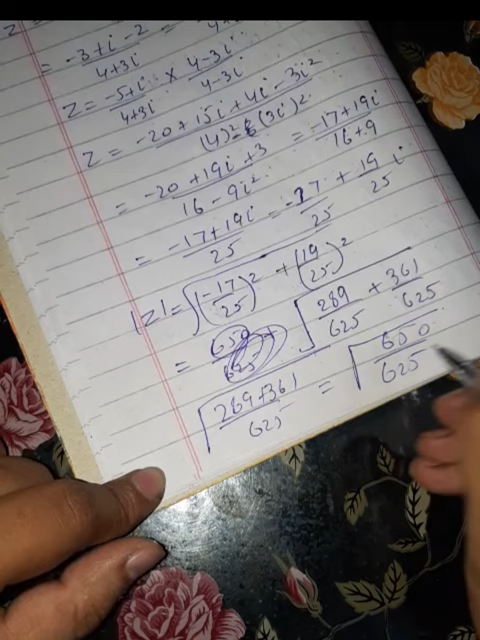 = -3+i-2 / 4+3i =
Z = -5+i / 4+3i × 4-3i / 4-3i
Z = -20+15i+4i-3i² / (4)²-(3i)²
= -20+19i+3 / 16-9i² = -17+19i / 16+9
= -17+19i / 25 = -17/25 + 19/25 i
|Z| = √(-17/25)² + (19/25)²
= √289/625 + 361/625
√289+361 / 625 = √650/625